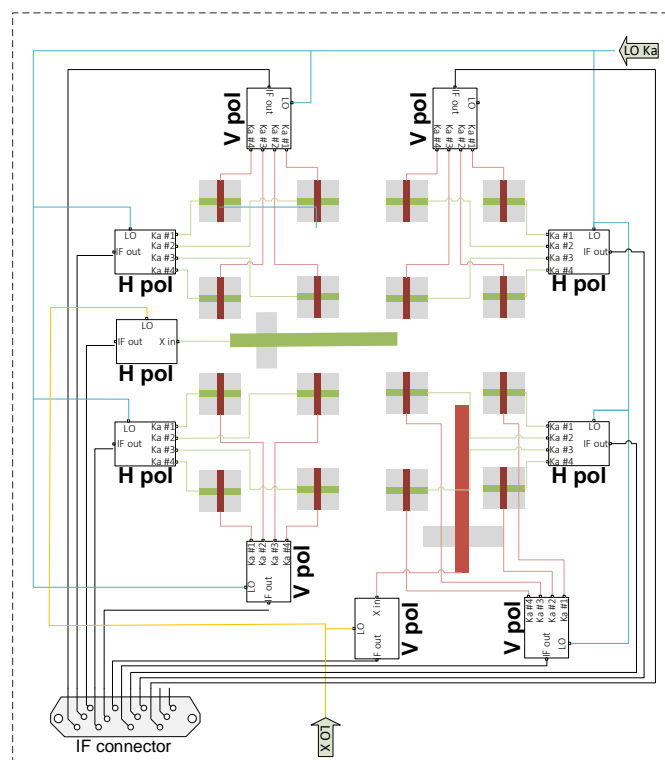 LO Ka
IF out
LO
Ka #4
Ka #3
Ka #2
Ka #1
V pol
IF out
LO
Ka #4
Ka #3
Ka #2
Ka #1
V pol
LO
IF out
Ka #1
Ka #2
Ka #3
Ka #4
H pol
Ka #1
Ka #2
Ka #3
Ka #4
LO
IF out
H pol
LO
IF out
X in
H pol
LO
IF out
Ka #1
Ka #2
Ka #3
Ka #4
H pol
Ka #1
Ka #2
Ka #3
Ka #4
LO
IF out
H pol
Ka #1
Ka #2
Ka #3
Ka #4
LO
IF out
V pol
X in
LO
IF out
V pol
Ka #4
Ka #3
Ka #2
Ka #1
IF out
LO
V pol
IF connector
LO X